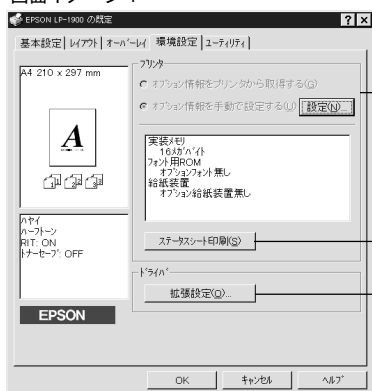 EPSON LP-1900 の既定
基本設定 レイアウト オーバーレイ 環境設定 ユーティリティ
A4 210 x 297 mm
プリンタ
オプション情報をプリンタから取得する(G)
オプション情報を手動で設定する(U) 設定(N)...
A
1 2 3
実装メモリ
16メガバイト
フォント用ROM
オプションフォント無し
給紙装置
オプション給紙装置無し
ハヤイ
ハーフトーン
RIT: ON
トナーセーブ: OFF
ステータスシート印刷(S)
ドライバ
拡張設定(O)...
EPSON
OK キャンセル ヘルプ